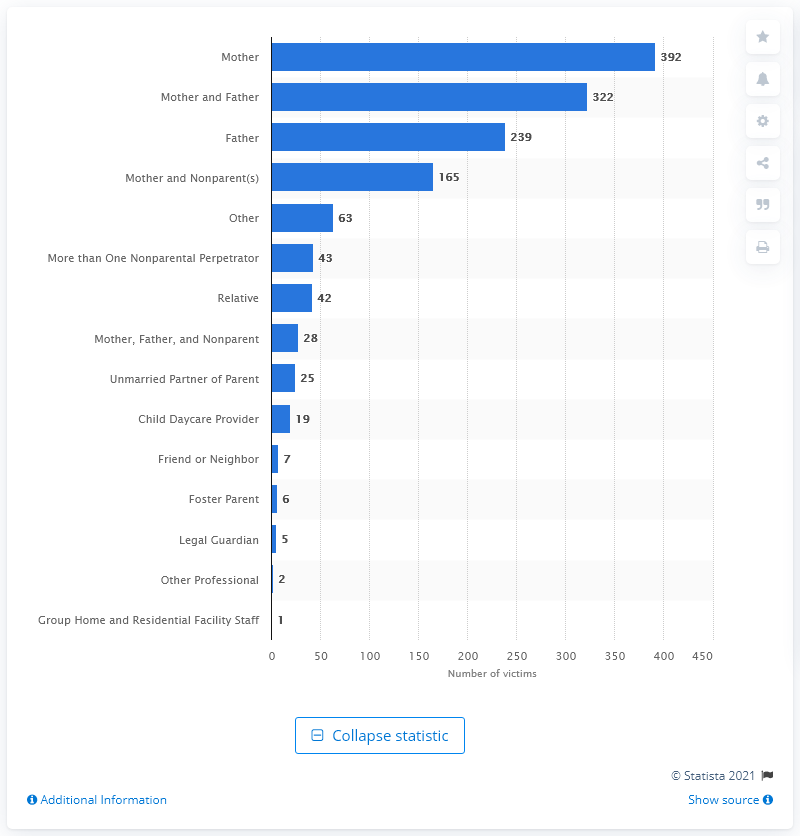 Mother 392
Mother and Father 322
Father 239
Mother and Nonparent(s) 165
Other 63
More than One Nonparental Perpetrator 43
Relative 42
Mother, Father, and Nonparent 28
Unmarried Partner of Parent 25
Child Daycare Provider 19
Friend or Neighbor 7
Foster Parent 6
Legal Guardian 5
Other Professional 2
Group Home and Residential Facility Staff 1
0 50 100 150 200 250 300 350 400 450
Number of victims
Collapse statistic
© Statista 2021
Additional Information Show source